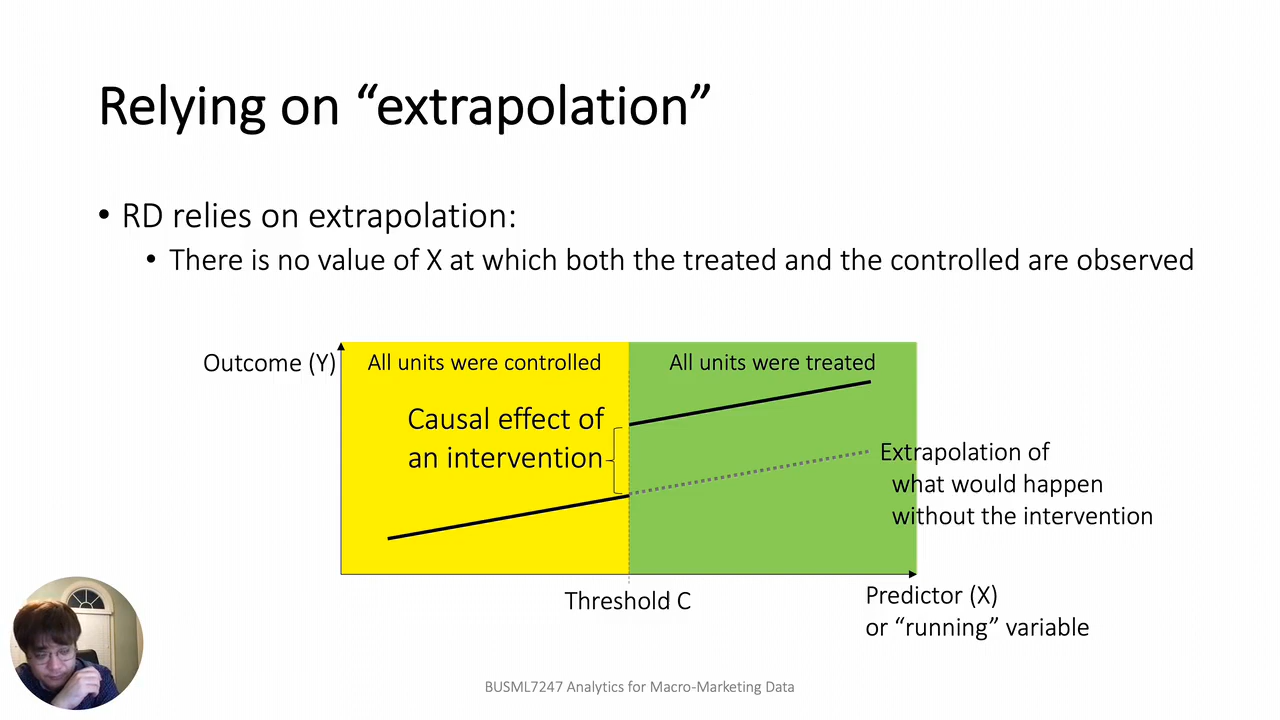 Relying on “extrapolation”
• RD relies on extrapolation:
• There is no value of X at which both the treated and the controlled are observed
Outcome (Y)
All units were controlled
All units were treated
Causal effect of
an intervention
Extrapolation of
what would happen
without the intervention
Threshold C
Predictor (X)
or “running” variable
BUSML7247 Analytics for Macro-Marketing Data